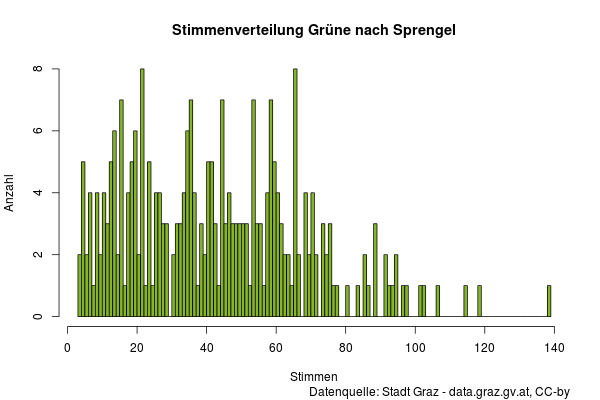 Stimmenverteilung Grüne nach Sprengel
Anzahl
8
6
4
2
0
0 20 40 60 80 100 120 140
Stimmen
Datenquelle: Stadt Graz - data.graz.gv.at, CC-by